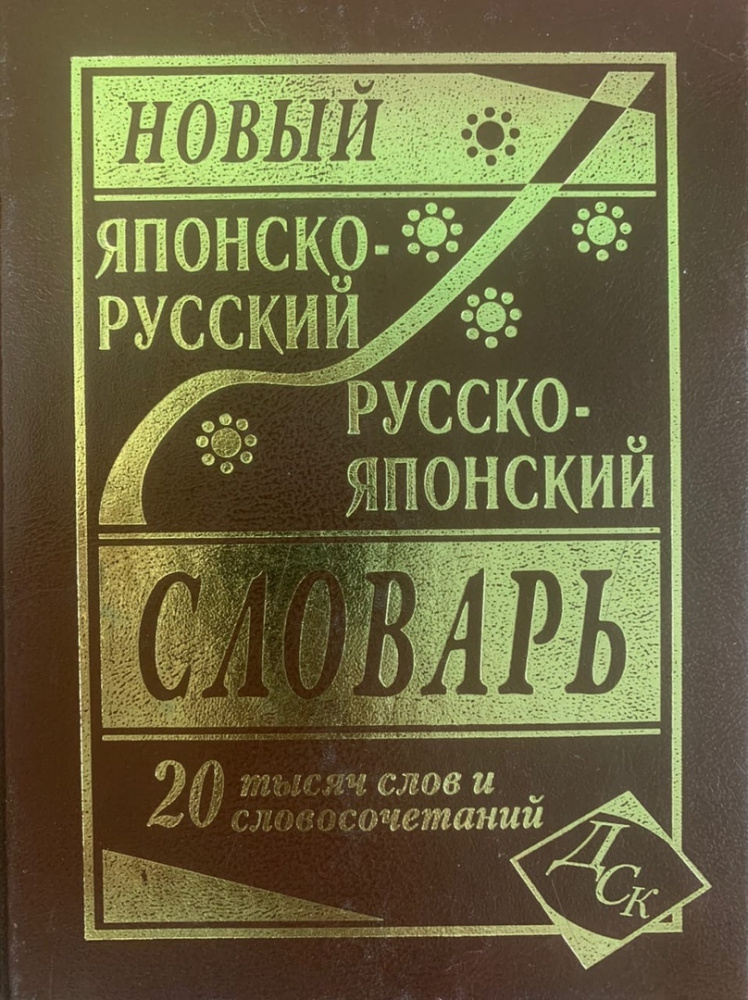 НОВЫЙ
ЯПОНСКО-
РУССКИЙ
РУССКО-
ЯПОНСКИЙ
СЛОВАРЬ
20 тысяч слов и
словосочетаний
ДСК